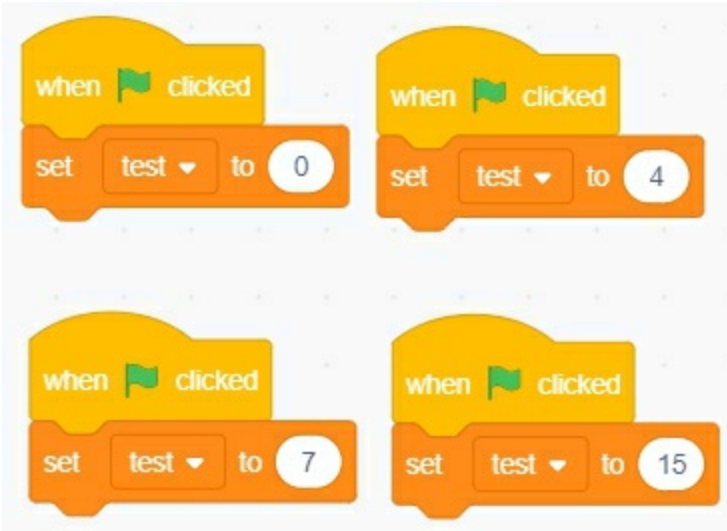 when clicked
set test to 0
when clicked
set test to 4
when clicked
set test to 7
when clicked
set test to 15